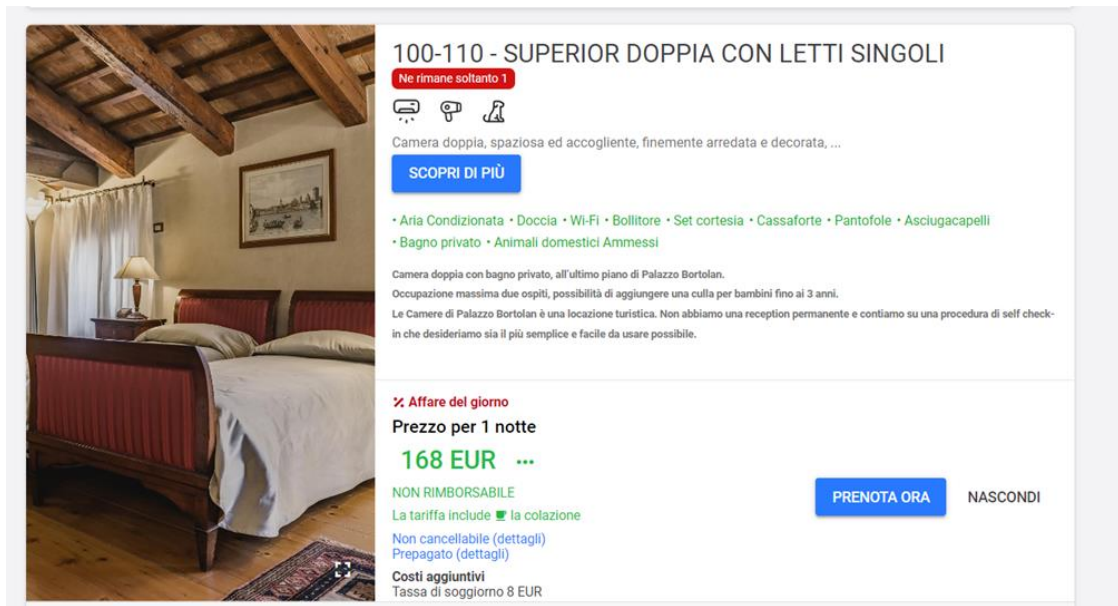 100-110 - SUPERIOR DOPPIA CON LETTI SINGOLI
Ne rimane soltanto 1
Camera doppia, spaziosa ed accogliente, finemente arredata e decorata, ...
SCOPRI DI PIÙ
• Aria Condizionata • Doccia • Wi-Fi • Bollitore • Set cortesia • Cassaforte • Pantofole • Asciugacapelli
• Bagno privato • Animali domestici Ammessi
Camera doppia con bagno privato, all'ultimo piano di Palazzo Bortolan.
Occupazione massima due ospiti, possibilità di aggiungere una culla per bambini fino ai 3 anni.
Le Camere di Palazzo Bortolan è una locazione turistica. Non abbiamo una reception permanente e contiamo su una procedura di self check-
in che desideriamo sia il più semplice e facile da usare possibile.
Affare del giorno
Prezzo per 1 notte
168 EUR ...
NON RIMBORSABILE
PRENOTA ORA NASCONDI
La tariffa include la colazione
Non cancellabile (dettagli)
Prepagato (dettagli)
Costi aggiuntivi
Tassa di soggiorno 8 EUR